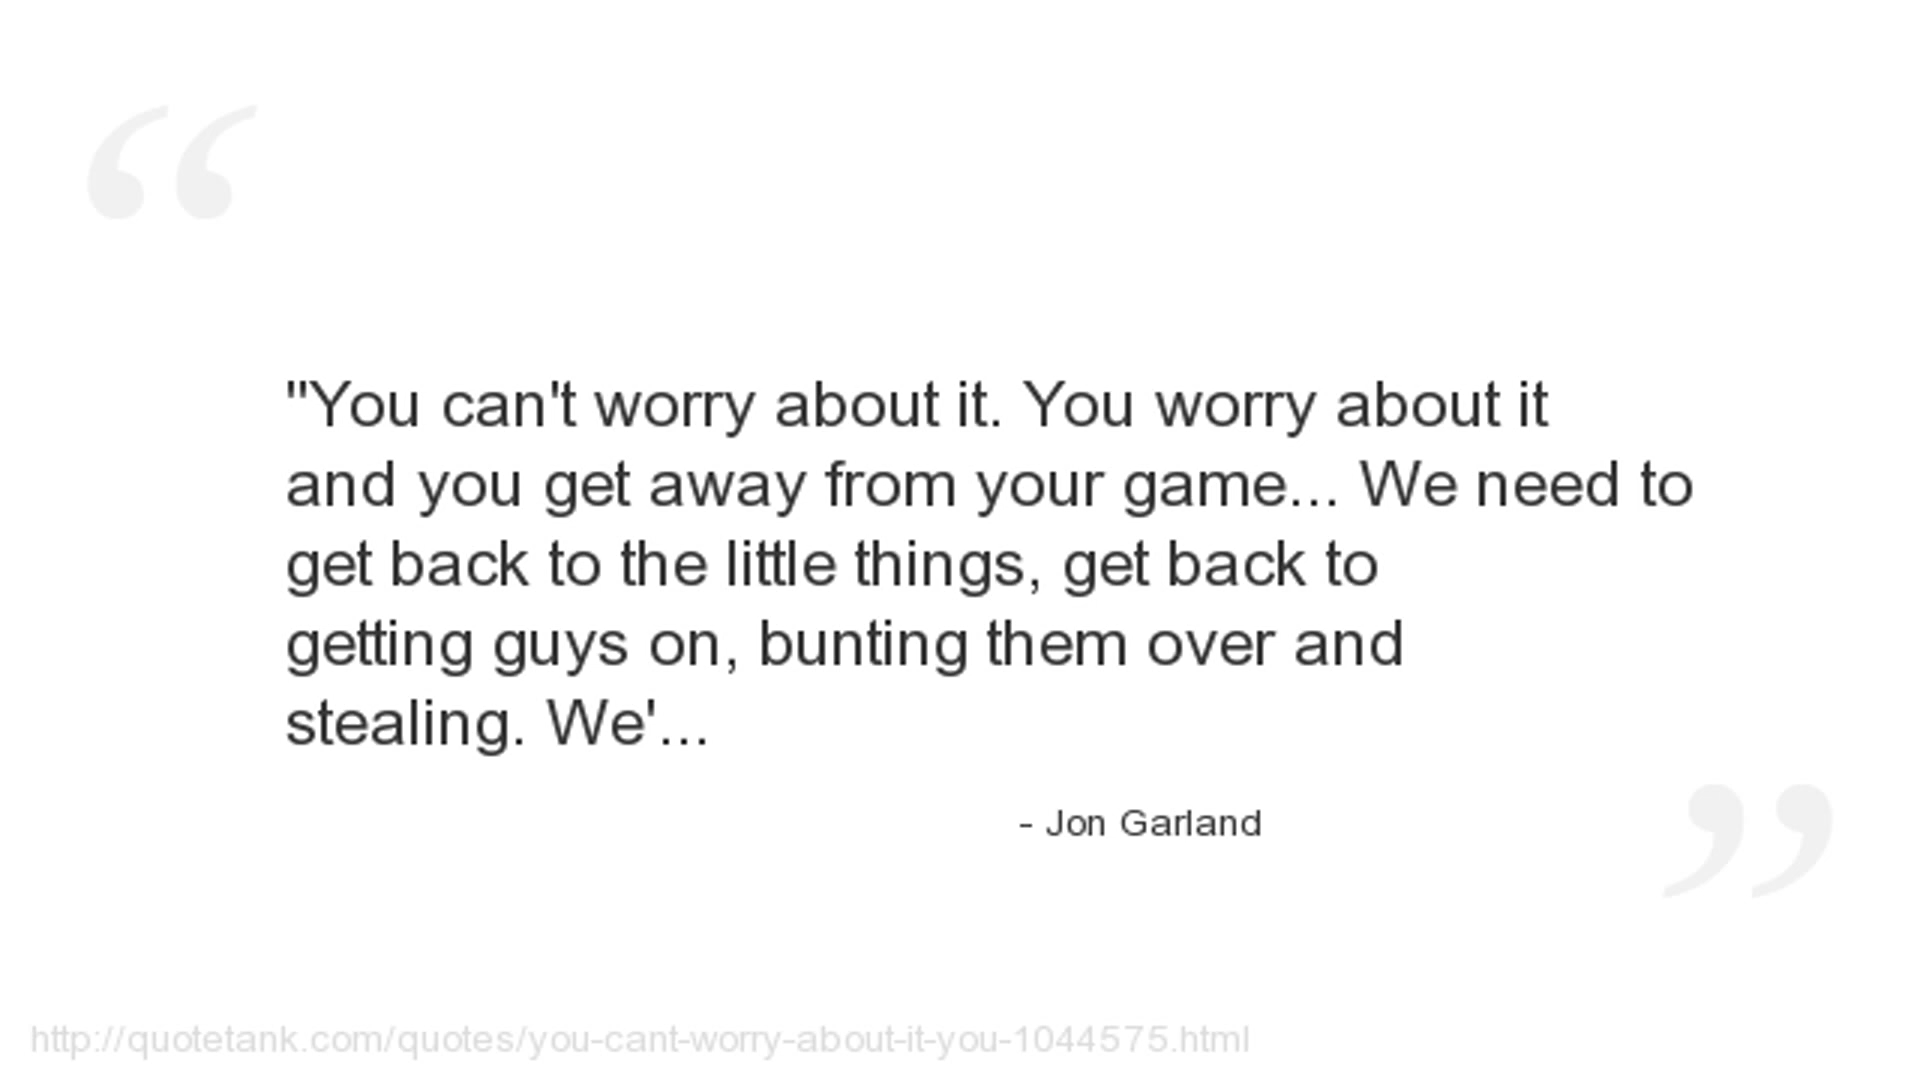 “
"You can't worry about it. You worry about it
and you get away from your game... We need to
get back to the little things, get back to
getting guys on, bunting them over and
stealing. We'...
- Jon Garland
”
http://quotetank.com/quotes/you-cant-worry-about-it-you-1044575.html